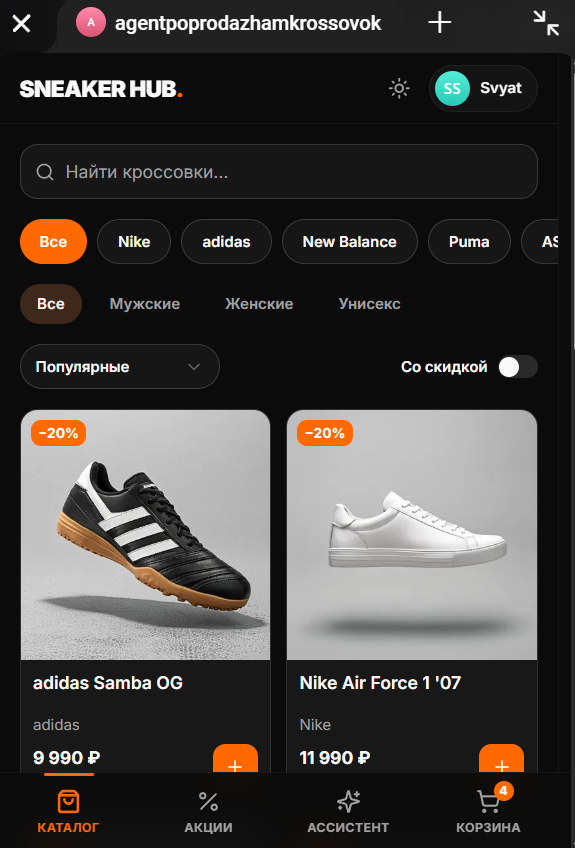 A agentpoprodazhamkrossovok
SNEAKER HUB.
SS Svyat
Найти кроссовки...
Все Nike adidas New Balance Puma AS
Все Мужские Женские Унисекс
Популярные Со скидкой
−20% −20%
adidas Samba OG Nike Air Force 1 '07
adidas Nike
9 990 ₽ + 11 990 ₽ +
4
КАТАЛОГ АКЦИИ АССИСТЕНТ КОРЗИНА